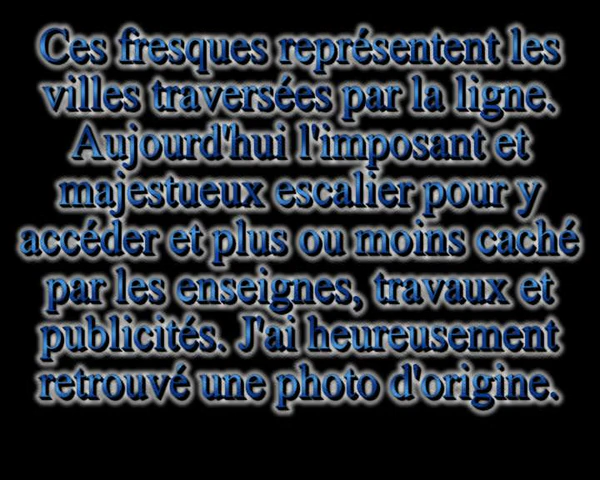 Ces fresques représentent les
villes traversées par la ligne.
Aujourd'hui l'imposant et
majestueux escalier pour y
accéder et plus ou moins caché
par les enseignes, travaux et
publicités. J'ai heureusement
retrouvé une photo d'origine.